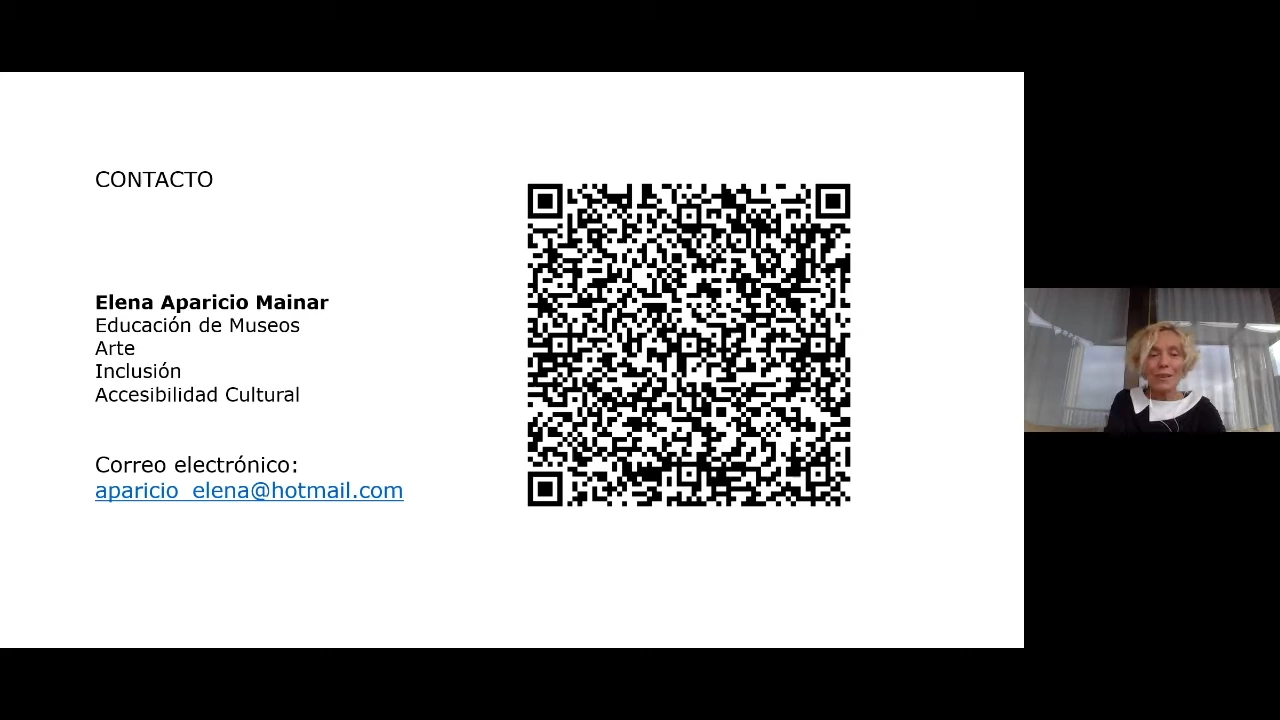 CONTACTO
Elena Aparicio Mainar
Educación de Museos
Arte
Inclusión
Accesibilidad Cultural
Correo electrónico:
aparicio_elena@hotmail.com